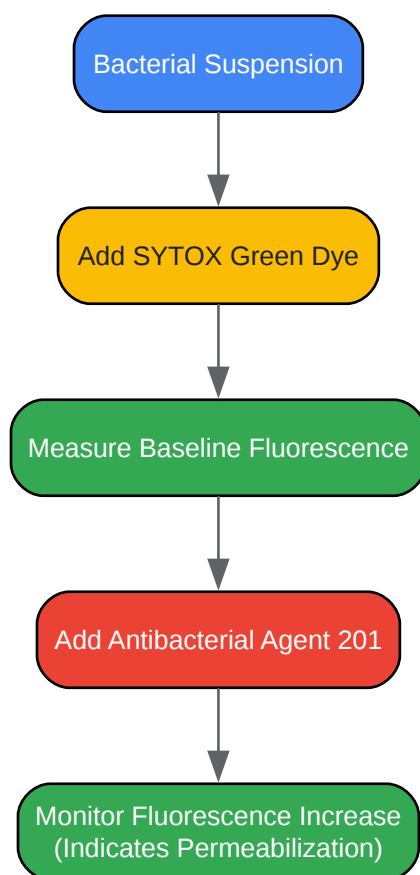 Bacterial Suspension
Add SYTOX Green Dye
Measure Baseline Fluorescence
Add Antibacterial Agent 201
Monitor Fluorescence Increase
(Indicates Permeabilization)